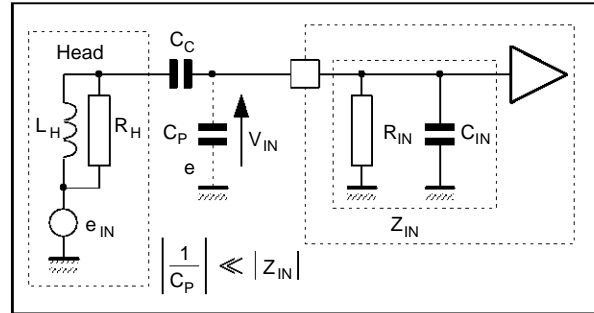 Head
C_C
L_H
R_H
C_P
e
V_IN
R_IN
C_IN
e_IN
Z_IN
|1/C_P| ≪ |Z_IN|